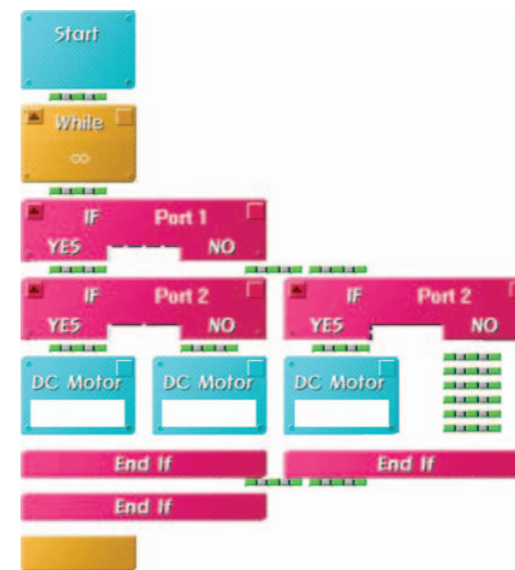 Start
While
∞
IF Port 1
YES NO
IF Port 2 IF Port 2
YES NO YES NO
DC Motor DC Motor DC Motor
End If End If
End If